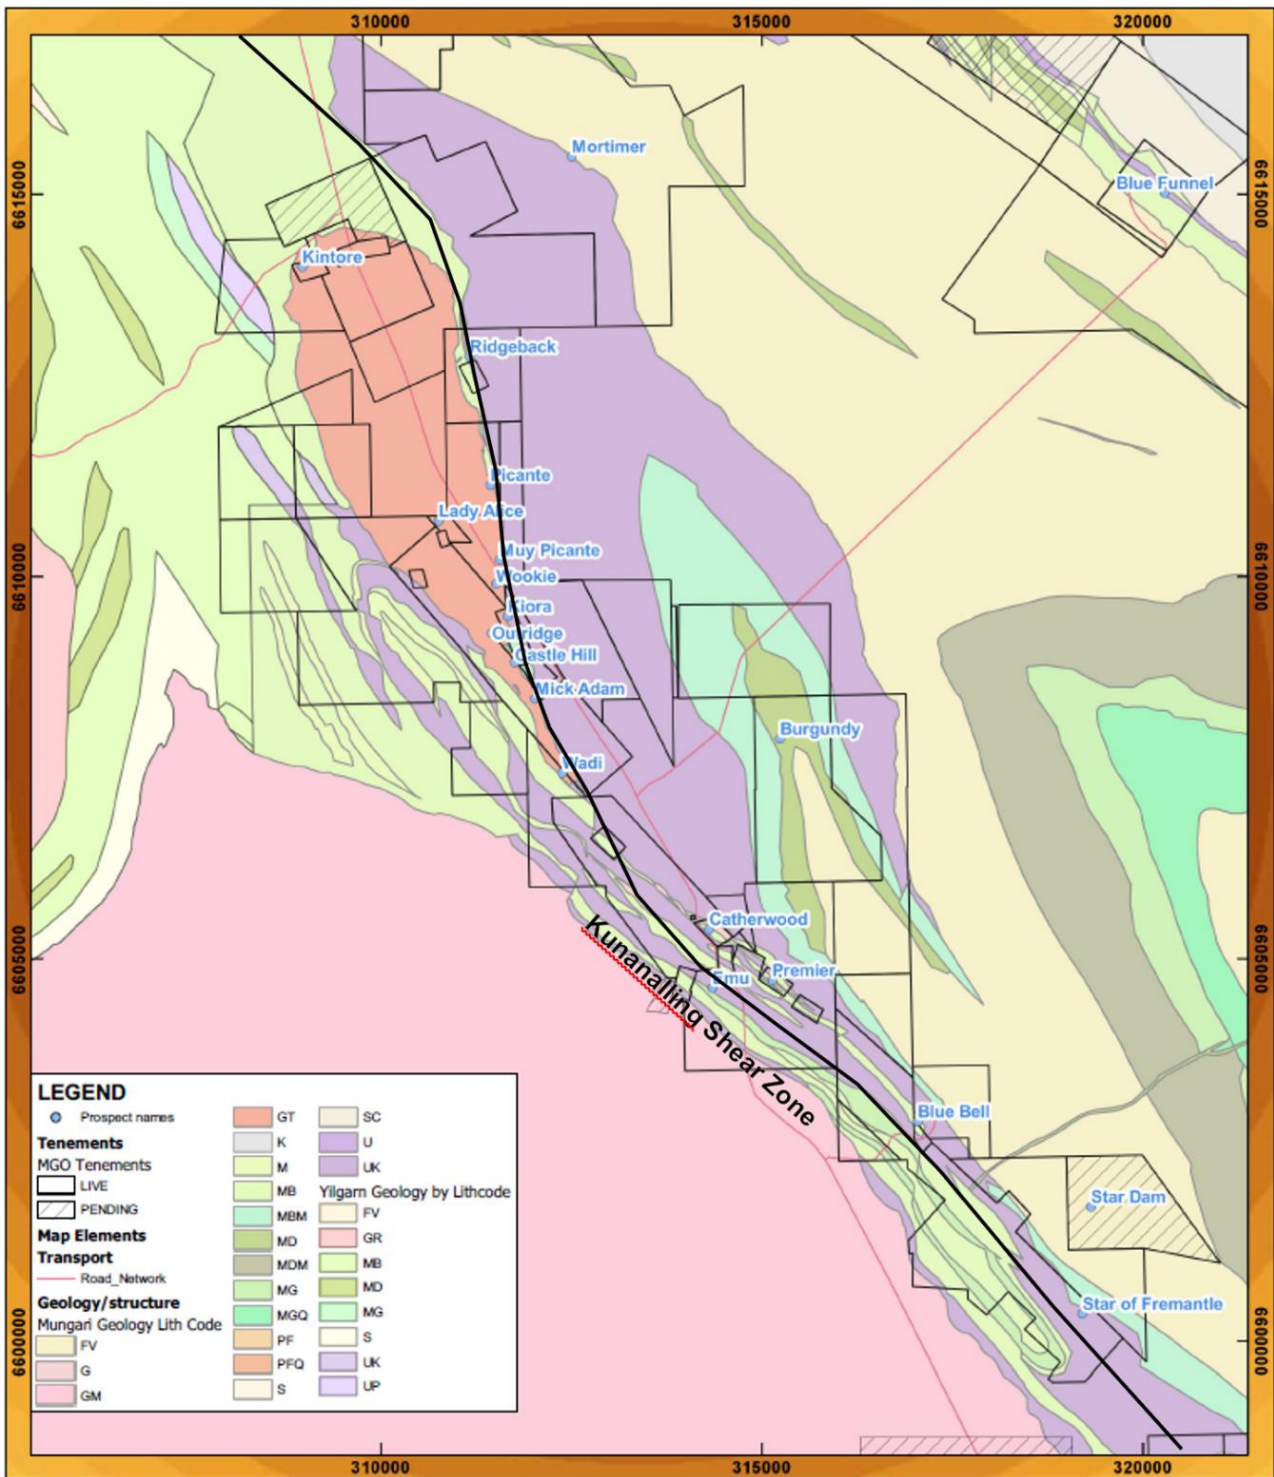 310000
315000
320000
Mortimer
6615000
6615000
Blue Funnel
Kintore
Ridgeback
Picante
Lady Alice
Muy Picante
6610000
6610000
Wookie
Kiora
Outridge
Castle Hill
Mick Adam
Burgundy
Wadi
Catherwood
6605000
6605000
Emu
Premier
Kunanalling Shear Zone
Blue Bell
Star Dam
Star of Fremantle
6600000
6600000
LEGEND
Prospect names
Tenements
MGO Tenements
LIVE
PENDING
Map Elements
Transport
Road_Network
Geology/structure
Mungari Geology Lith Code
FV
G
GM
GT
K
M
MB
MBM
MD
MDM
MG
MGQ
PF
PFQ
S
SC
U
UK
Yilgarn Geology by Lithcode
FV
GR
MB
MD
MG
S
UK
UP
310000
315000
320000